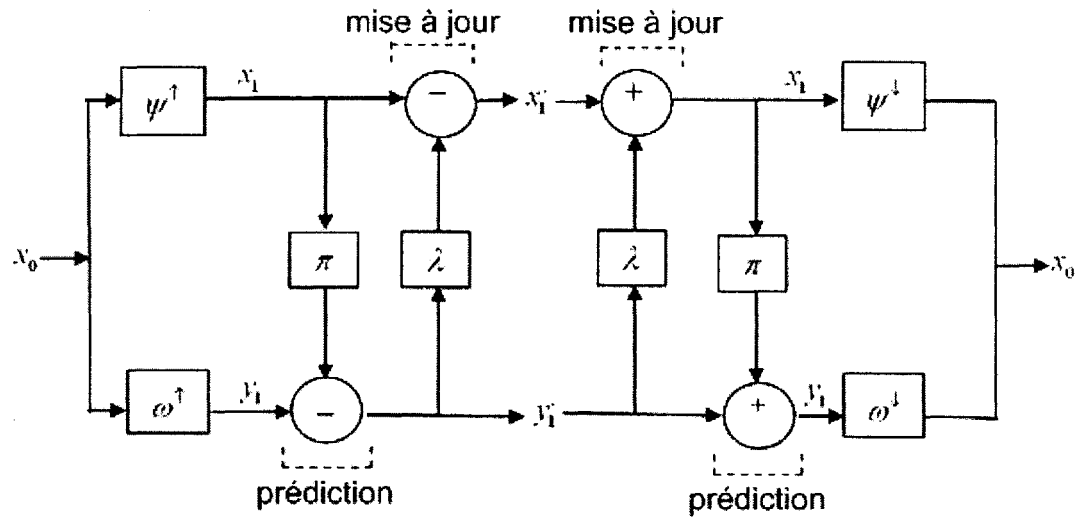 mise à jour
mise à jour
ψ↑
x₁
−
x₁'
+
x₁
ψ↓
x₀
π
λ
λ
π
x₀
ω↑
y₁
−
y₁'
+
y₁
ω↓
prédiction
prédiction